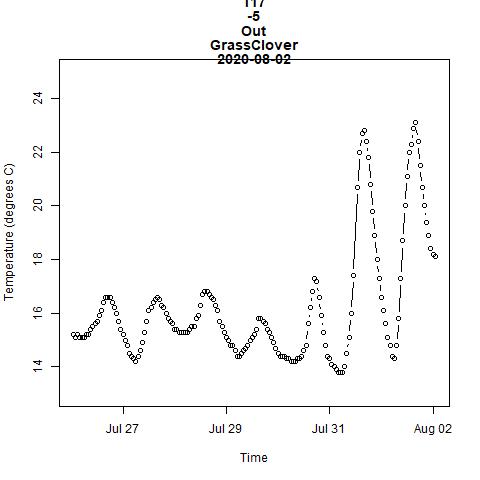 T17
-5
Out
GrassClover
2020-08-02
Temperature (degrees C)
24
22
20
18
16
14
Jul 27
Jul 29
Jul 31
Aug 02
Time